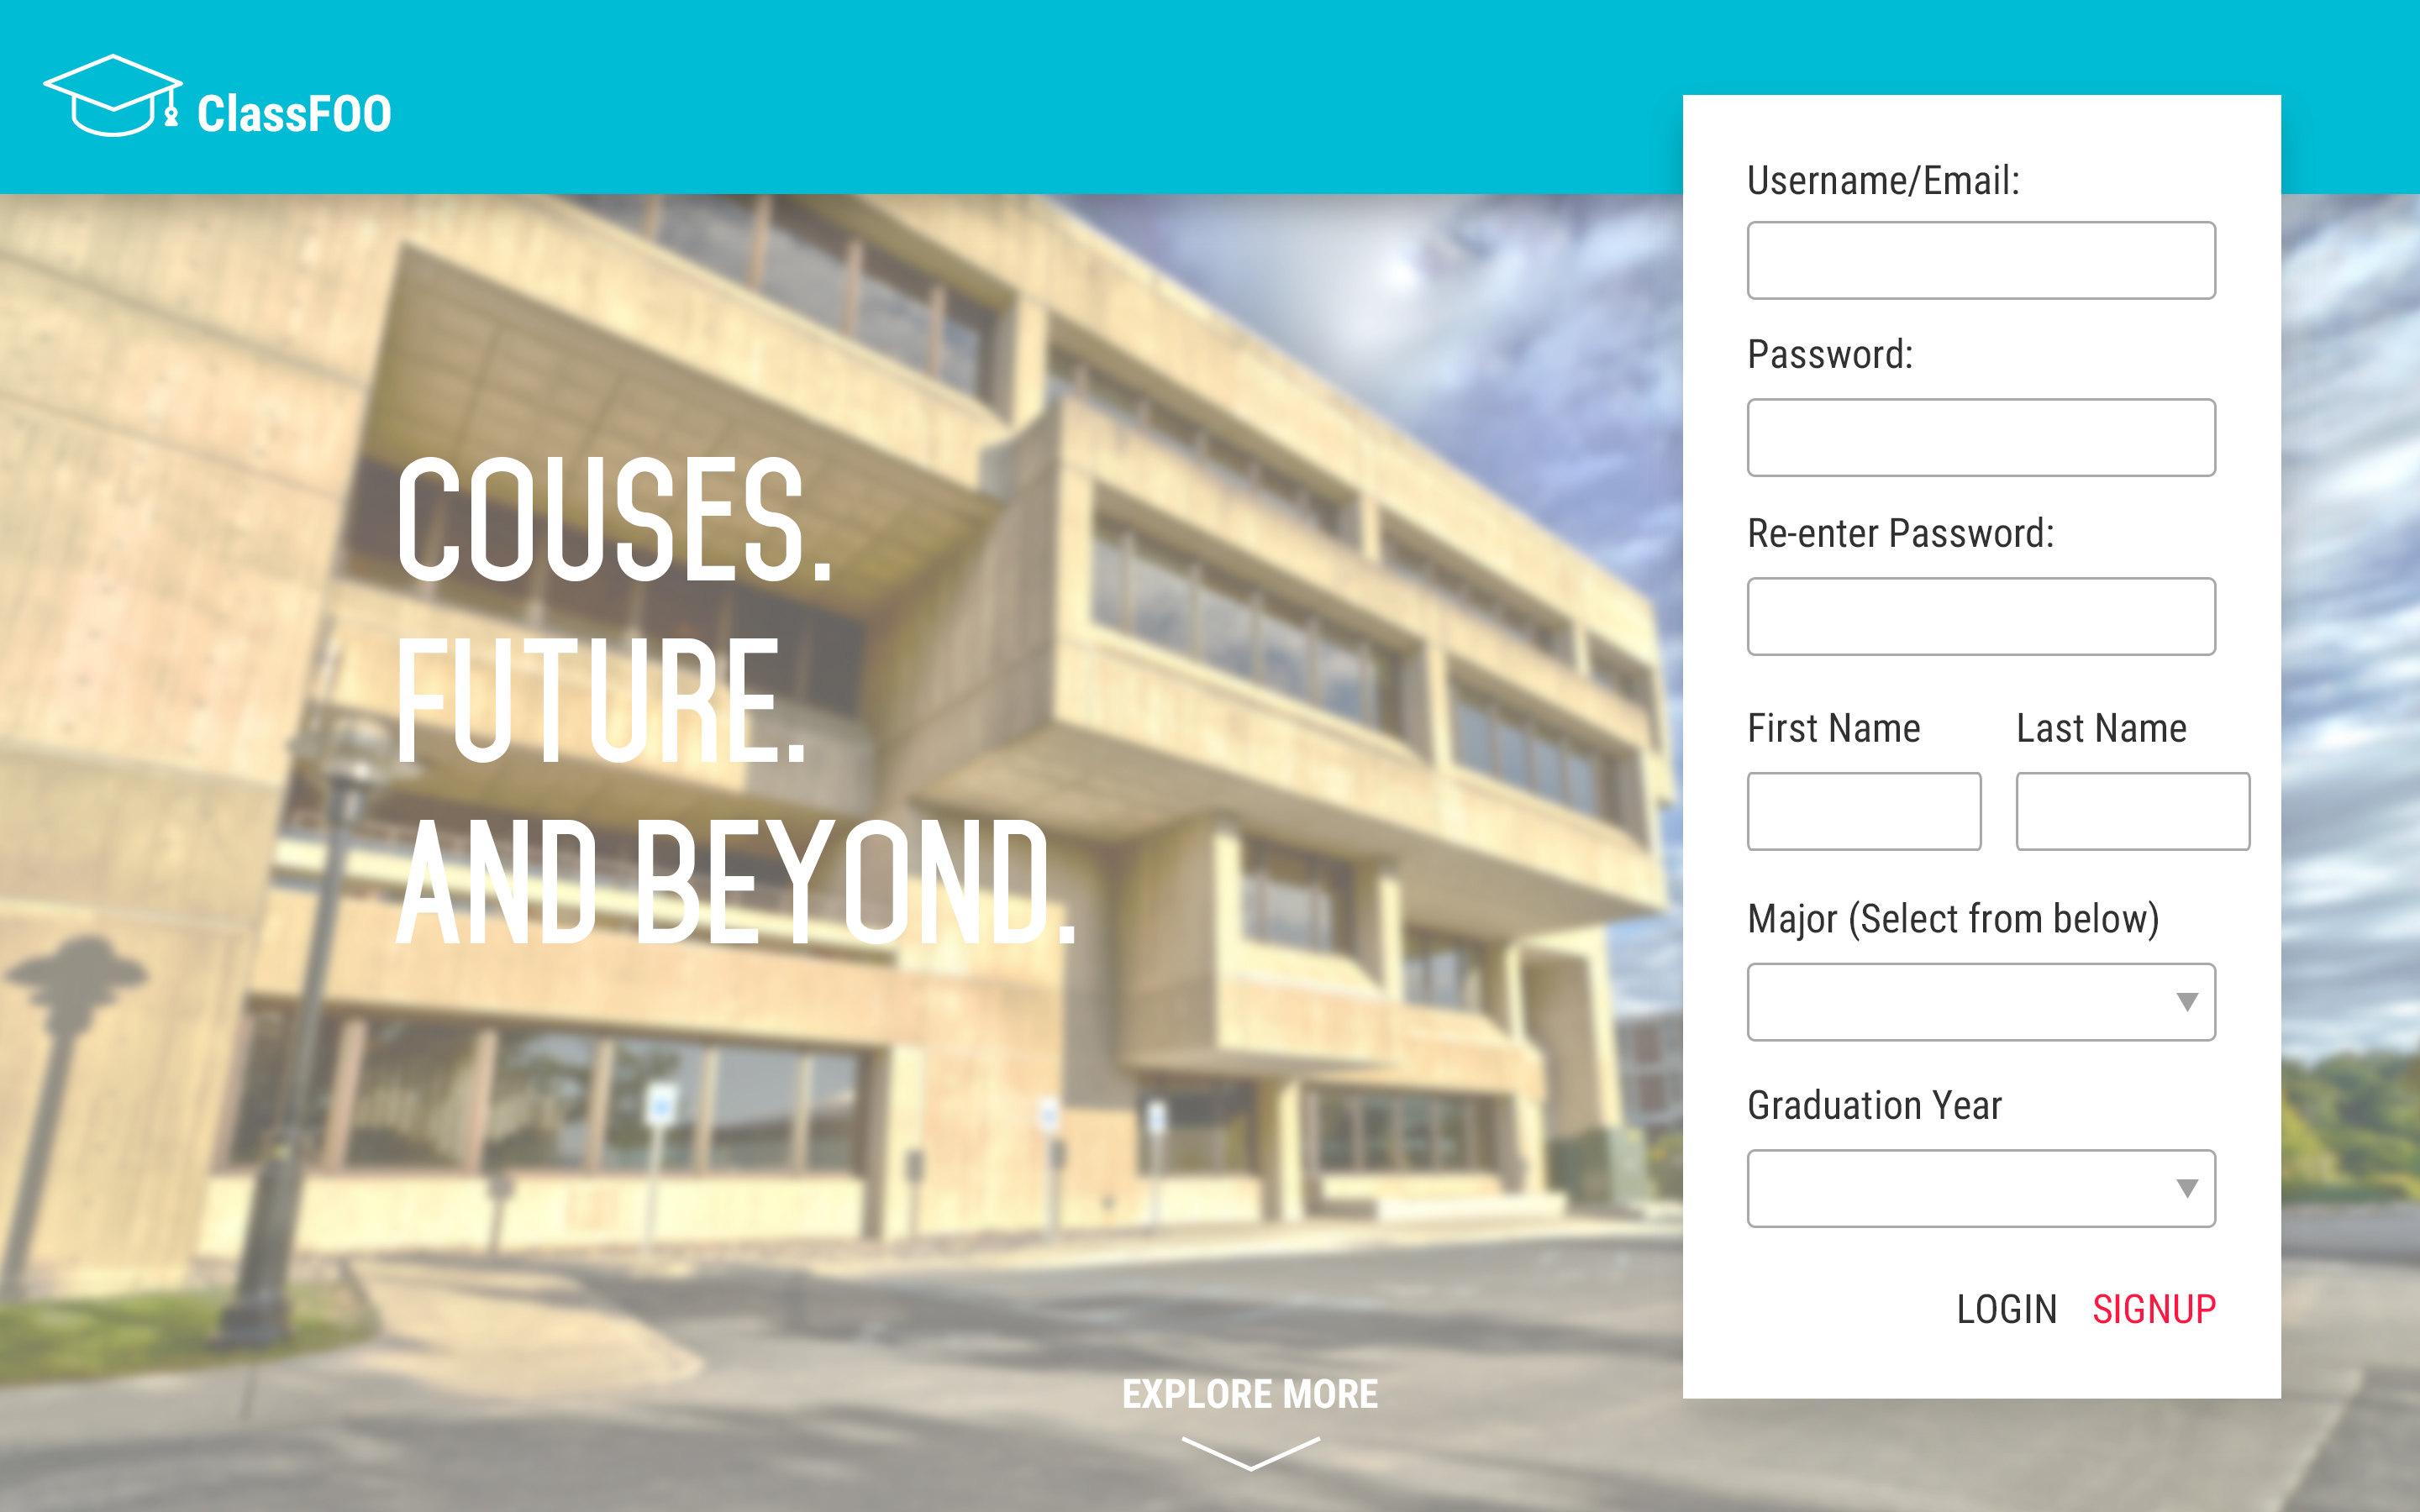 ClassFOO
COUSES.
FUTURE.
AND BEYOND.
EXPLORE MORE
Username/Email:
Password:
Re-enter Password:
First Name Last Name
Major (Select from below)
Graduation Year
LOGIN SIGNUP